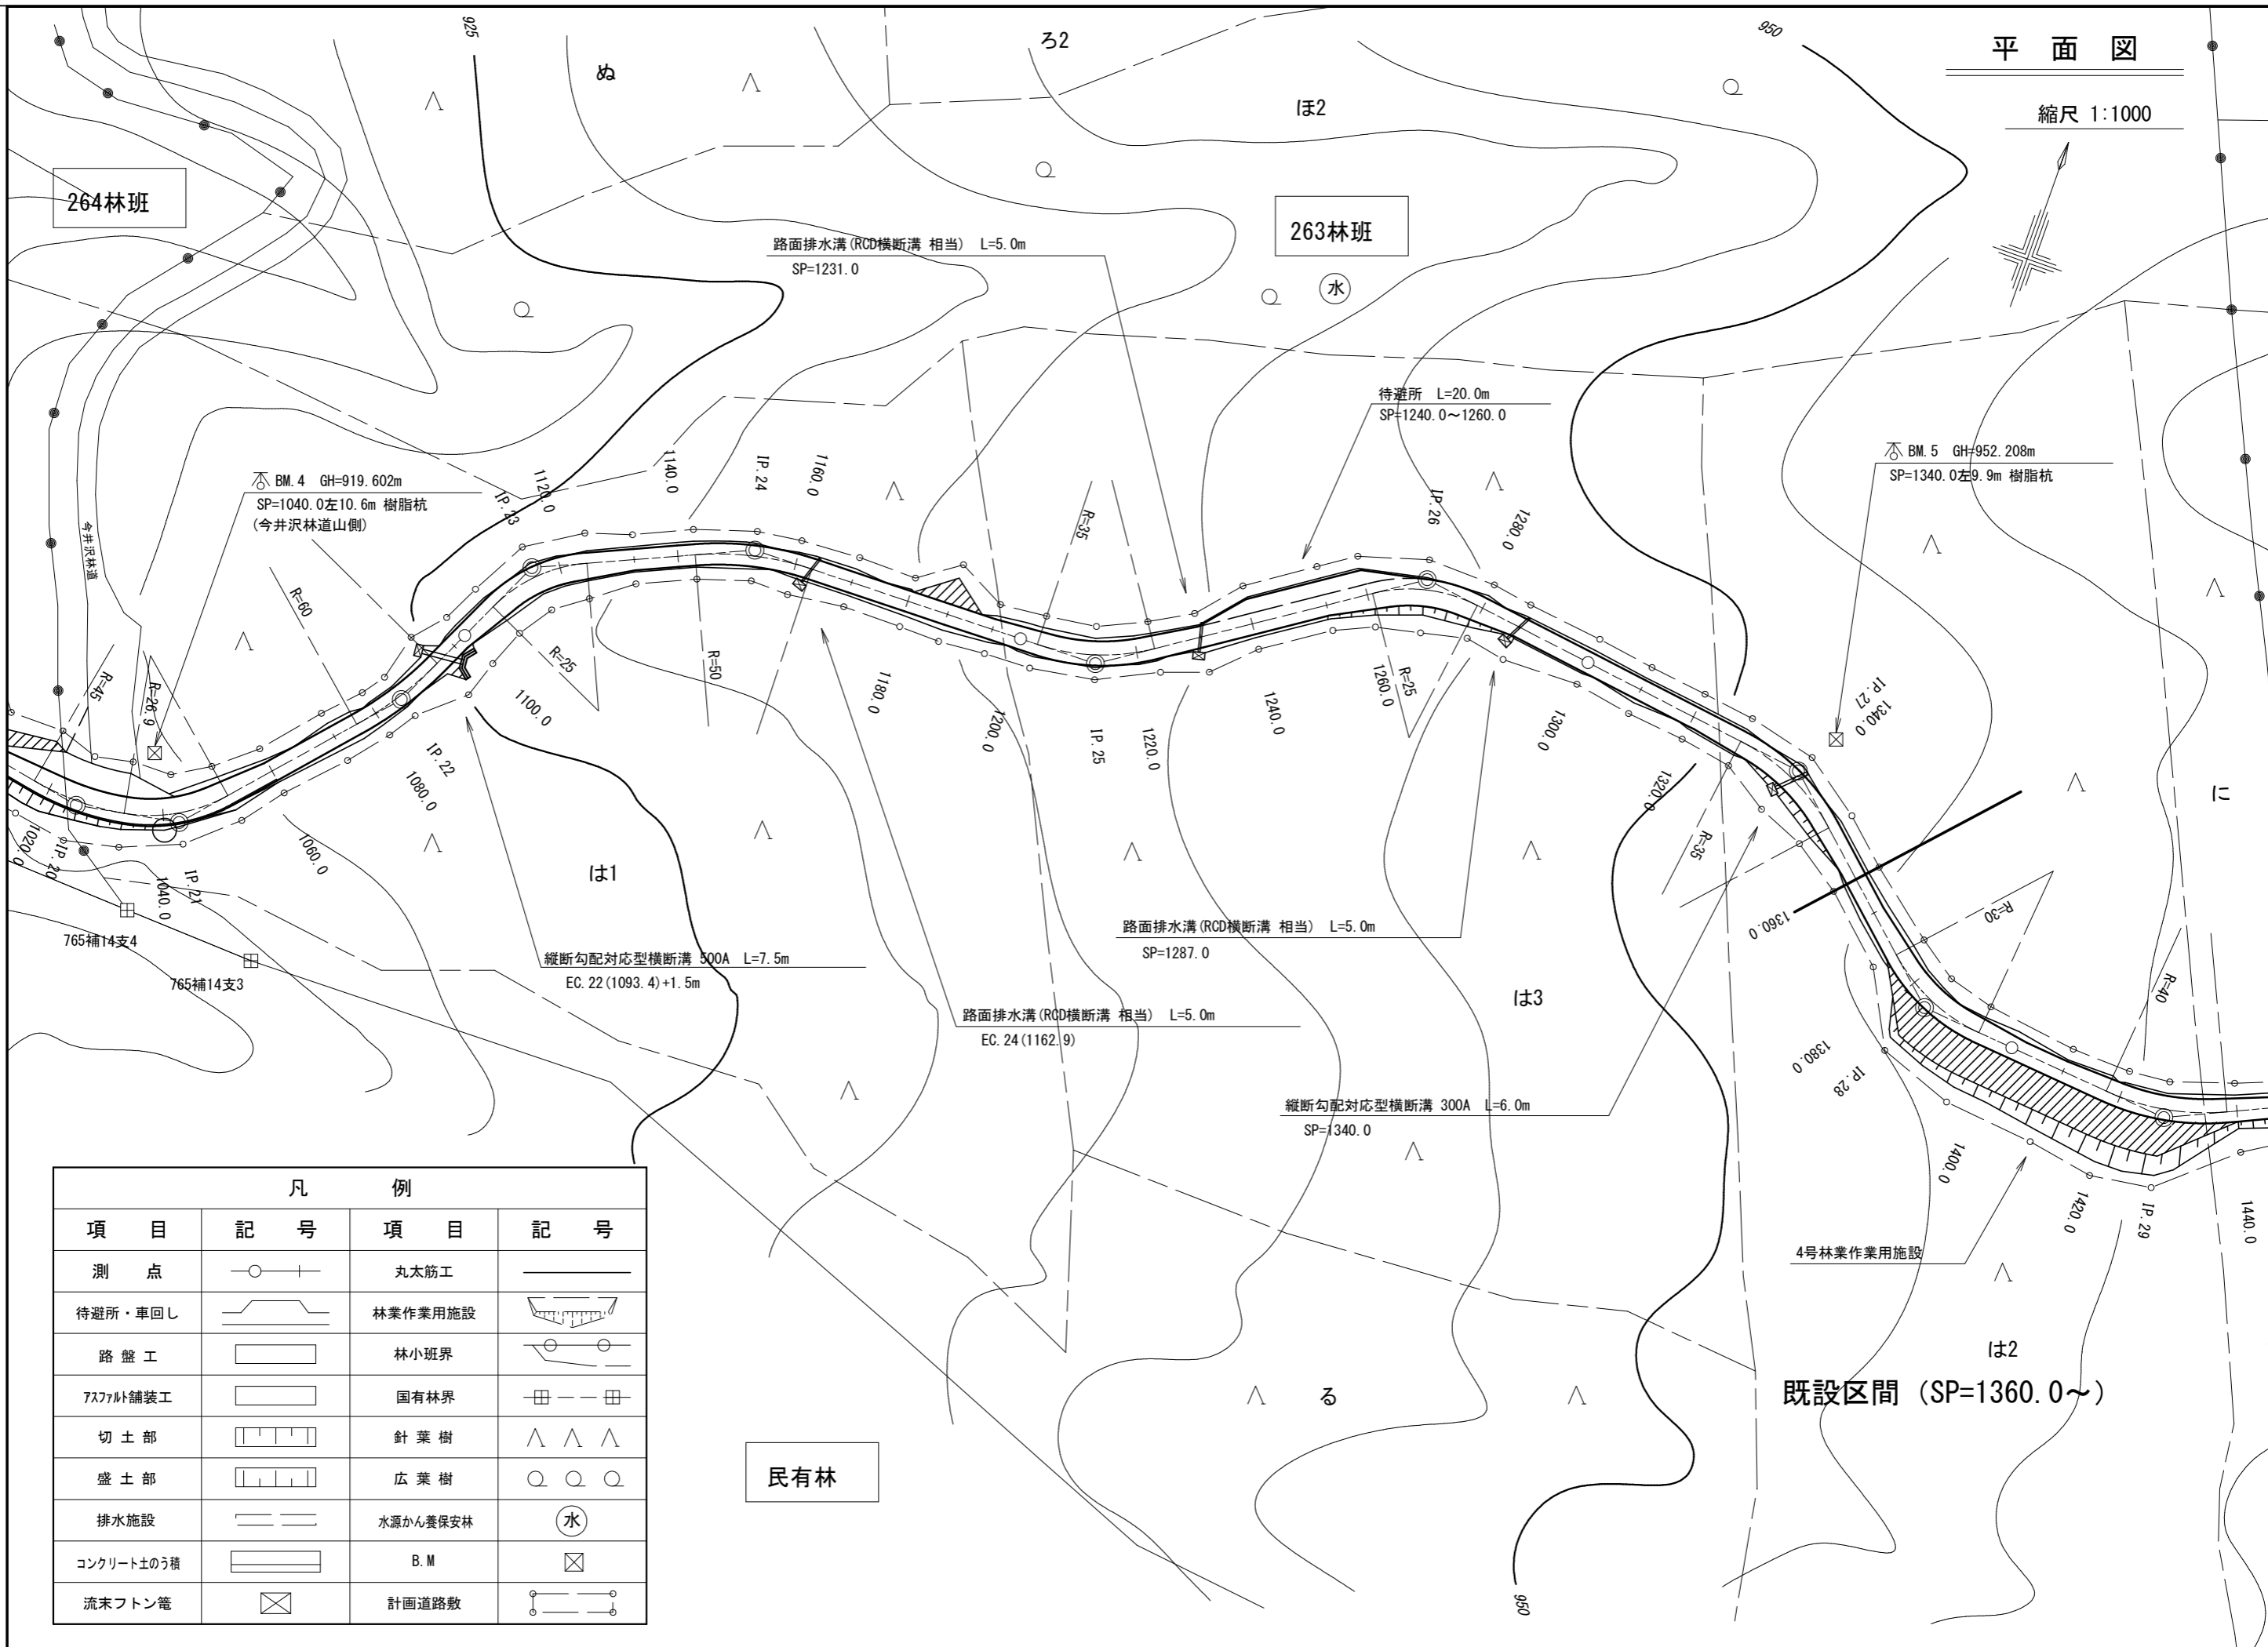 平 面 図
縮尺 1:1000
925
950
ぬ
ろ2
ほ2
264林班
263林班
水
路面排水溝(RCD横断溝 相当) L=5.0m
SP=1231.0
待避所 L=20.0m
SP=1240.0～1260.0
BM.4 GH=919.602m
SP=1040.0左10.6m 樹脂杭
(今井沢林道山側)
BM.5 GH=952.208m
SP=1340.0左9.9m 樹脂杭
今井沢林道
IP.23
1120.0
1140.0
IP.24
1160.0
R=35
IP.26
1280.0
R=60
R=45
R=26.9
R=25
R=50
1100.0
1180.0
1200.0
IP.25
1220.0
1240.0
1260.0
R=25
1300.0
1320.0
IP.27
1340.0
R=35
1020.0
IP.20
1040.0
IP.21
1060.0
IP.22
1080.0
は1
に
1360.0
R=30
R=40
765補14支4
765補14支3
縦断勾配対応型横断溝 500A L=7.5m
EC.22(1093.4)+1.5m
路面排水溝(RCD横断溝 相当) L=5.0m
SP=1287.0
路面排水溝(RCD横断溝 相当) L=5.0m
EC.24(1162.9)
は3
縦断勾配対応型横断溝 300A L=6.0m
SP=1340.0
1380.0
IP.28
1400.0
1420.0
IP.29
1440.0
4号林業作業用施設
は2
既設区間 (SP=1360.0～)
る
民有林
950
凡 例
項 目 記 号 項 目 記 号
測 点 丸太筋工
待避所・車回し 林業作業用施設
路 盤 工 林小班界
アスファルト舗装工 国有林界
切 土 部 針 葉 樹
盛 土 部 広 葉 樹
排水施設 水源かん養保安林 水
コンクリート土のう積 B.M
流末フトン篭 計画道路敷